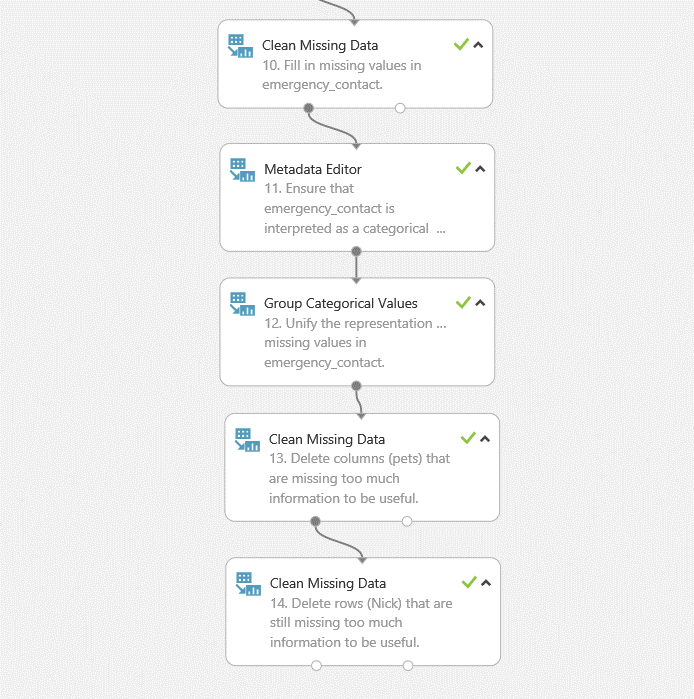 Clean Missing Data
10. Fill in missing values in
emergency_contact.
Metadata Editor
11. Ensure that
emergency_contact is
interpreted as a categorical ...
Group Categorical Values
12. Unify the representation ...
missing values in
emergency_contact.
Clean Missing Data
13. Delete columns (pets) that
are missing too much
information to be useful.
Clean Missing Data
14. Delete rows (Nick) that are
still missing too much
information to be useful.